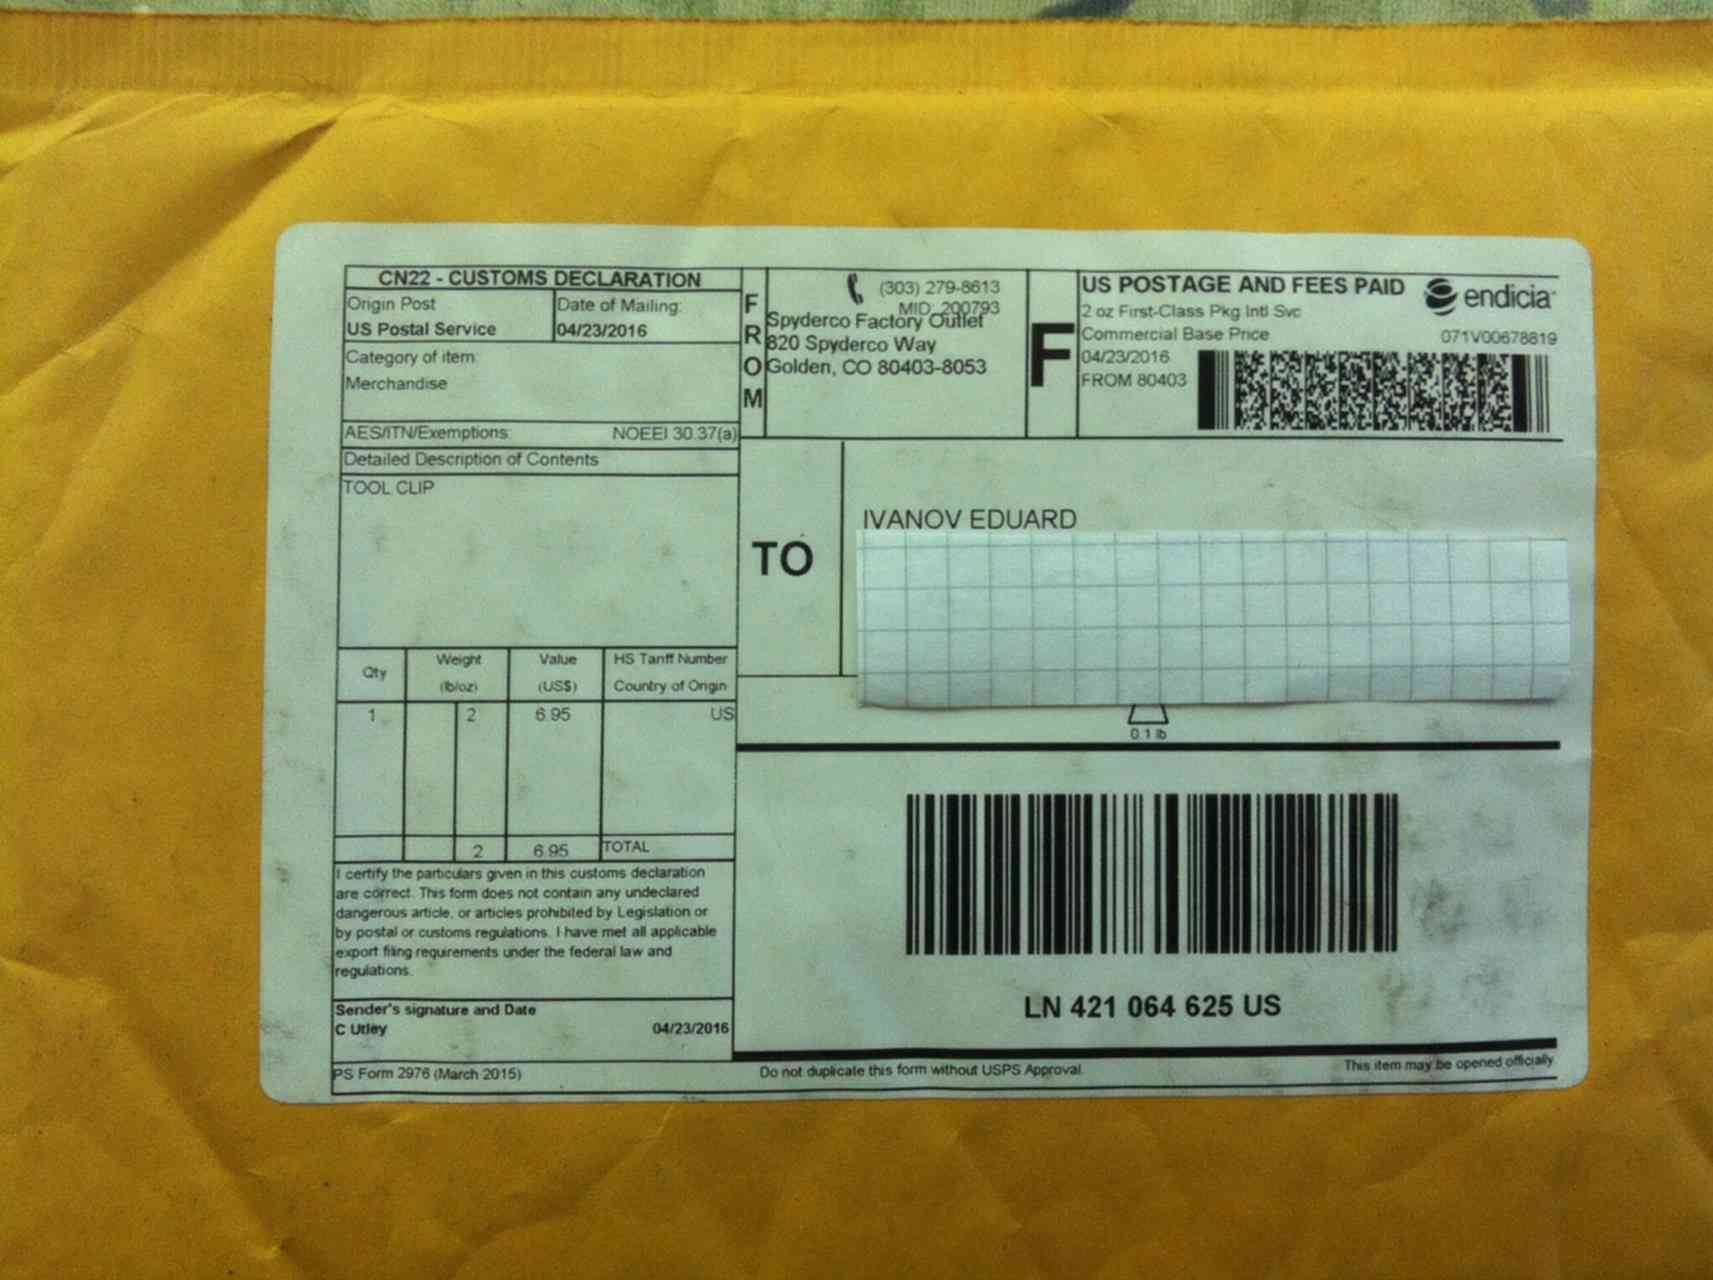 CN22 - CUSTOMS DECLARATION
Origin Post
US Postal Service
Date of Mailing:
04/23/2016
Category of item:
Merchandise
AES/ITN/Exemptions:
NOEEI 30.37(a)
Detailed Description of Contents
TOOL CLIP
Qty
Weight
(lb/oz)
Value
(US$)
HS Tariff Number
Country of Origin
1 2 6.95 US
2 6.95 TOTAL
I certify the particulars given in this customs declaration
are correct. This form does not contain any undeclared
dangerous article, or articles prohibited by Legislation or
by postal or customs regulations. I have met all applicable
export filing requirements under the federal law and
regulations.
Sender's signature and Date
C Utley 04/23/2016
PS Form 2976 (March 2015)
FROM
(303) 279-8613
MID: 200793
Spyderco Factory Outlet
820 Spyderco Way
Golden, CO 80403-8053
F
US POSTAGE AND FEES PAID
2 oz First-Class Pkg Intl Svc
Commercial Base Price
04/23/2016
FROM 80403
endicia
071V00678819
TO
IVANOV EDUARD
0.1 lb
LN 421 064 625 US
Do not duplicate this form without USPS Approval.
This item may be opened officially.